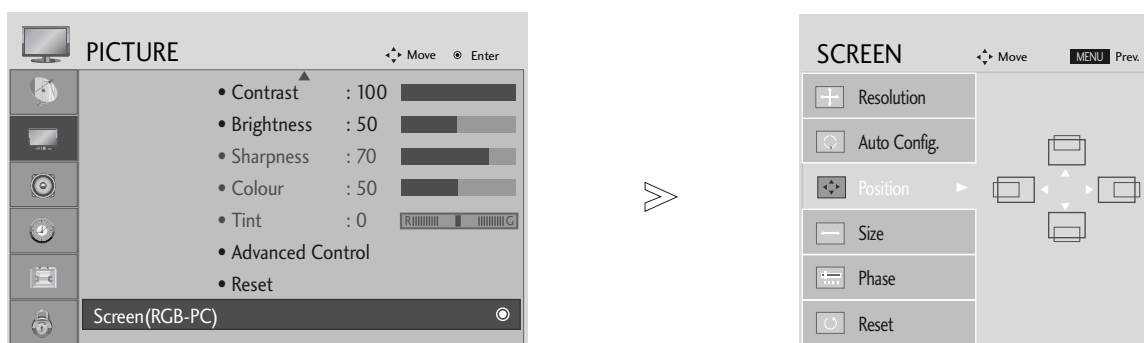 PICTURE
Move Enter
• Contrast : 100
• Brightness : 50
• Sharpness : 70
• Colour : 50
• Tint : 0 R G
• Advanced Control
• Reset
Screen(RGB-PC)
SCREEN
Move MENU Prev.
Resolution
Auto Config.
Position
Size
Phase
Reset